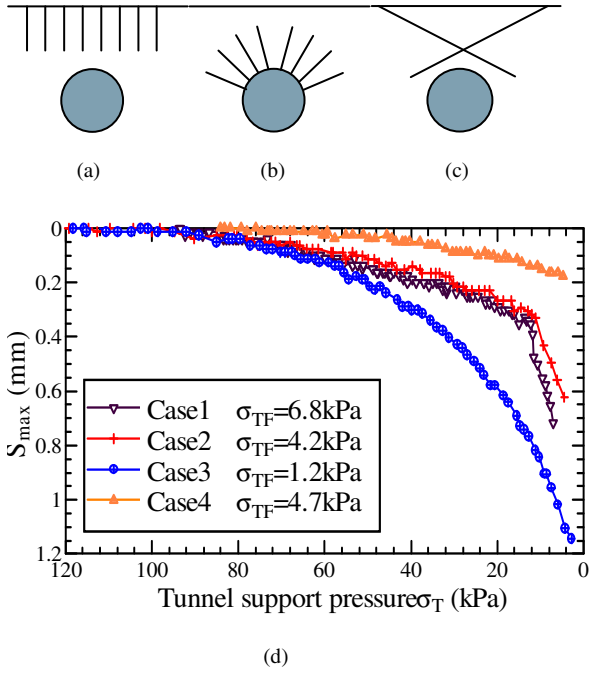 (a) (b) (c)
0
0.2
0.4
0.6
0.8
1
1.2
S_max (mm)
Case1 σ_TF=6.8kPa
Case2 σ_TF=4.2kPa
Case3 σ_TF=1.2kPa
Case4 σ_TF=4.7kPa
120 100 80 60 40 20 0
Tunnel support pressureσ_T (kPa)
(d)